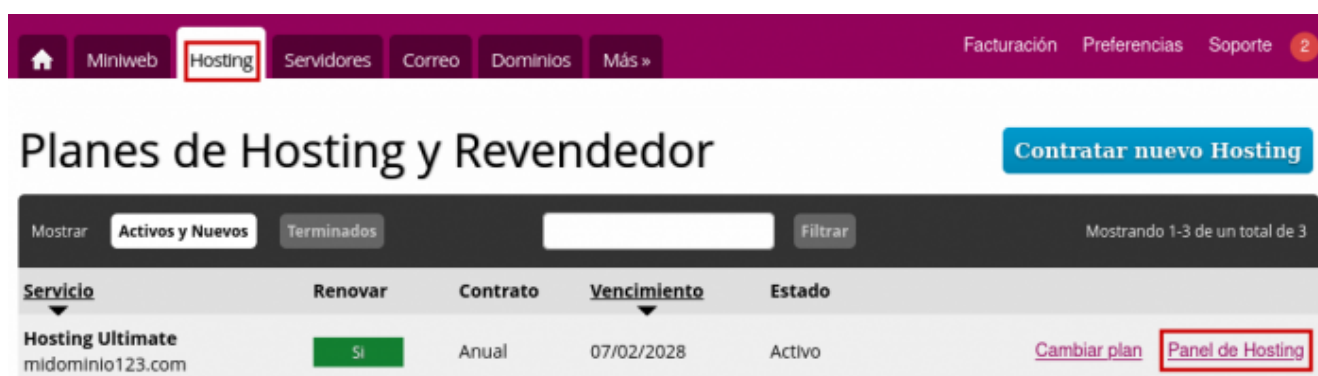 Miniweb Hosting Servidores Correo Dominios Más » Facturación Preferencias Soporte 2
Planes de Hosting y Revendedor Contratar nuevo Hosting
Mostrar Activos y Nuevos Terminados Filtrar Mostrando 1-3 de un total de 3
Servicio Renovar Contrato Vencimiento Estado
Hosting Ultimate
midominio123.com Si Anual 07/02/2028 Activo Cambiar plan Panel de Hosting